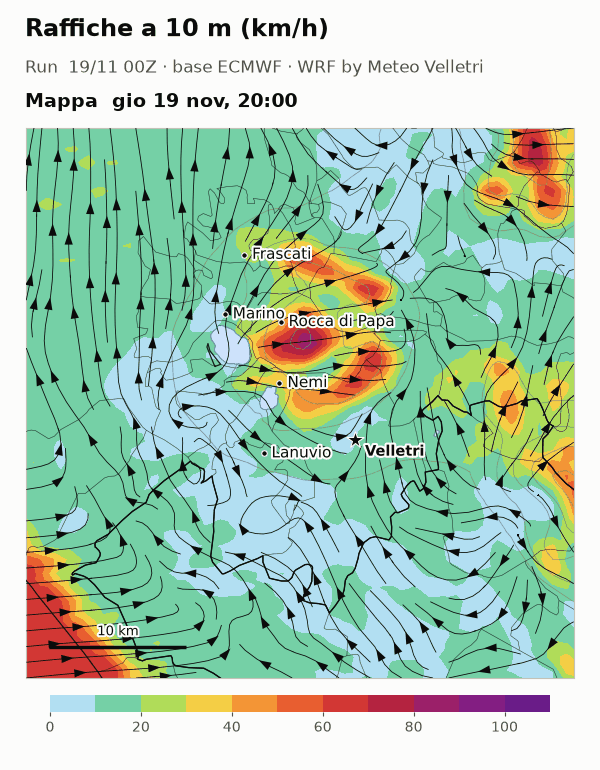 Raffiche a 10 m (km/h)
Run 19/11 00Z · base ECMWF · WRF by Meteo Velletri
Mappa gio 19 nov, 20:00
Frascati
Marino
Rocca di Papa
Nemi
Velletri
Lanuvio
10 km
0 20 40 60 80 100